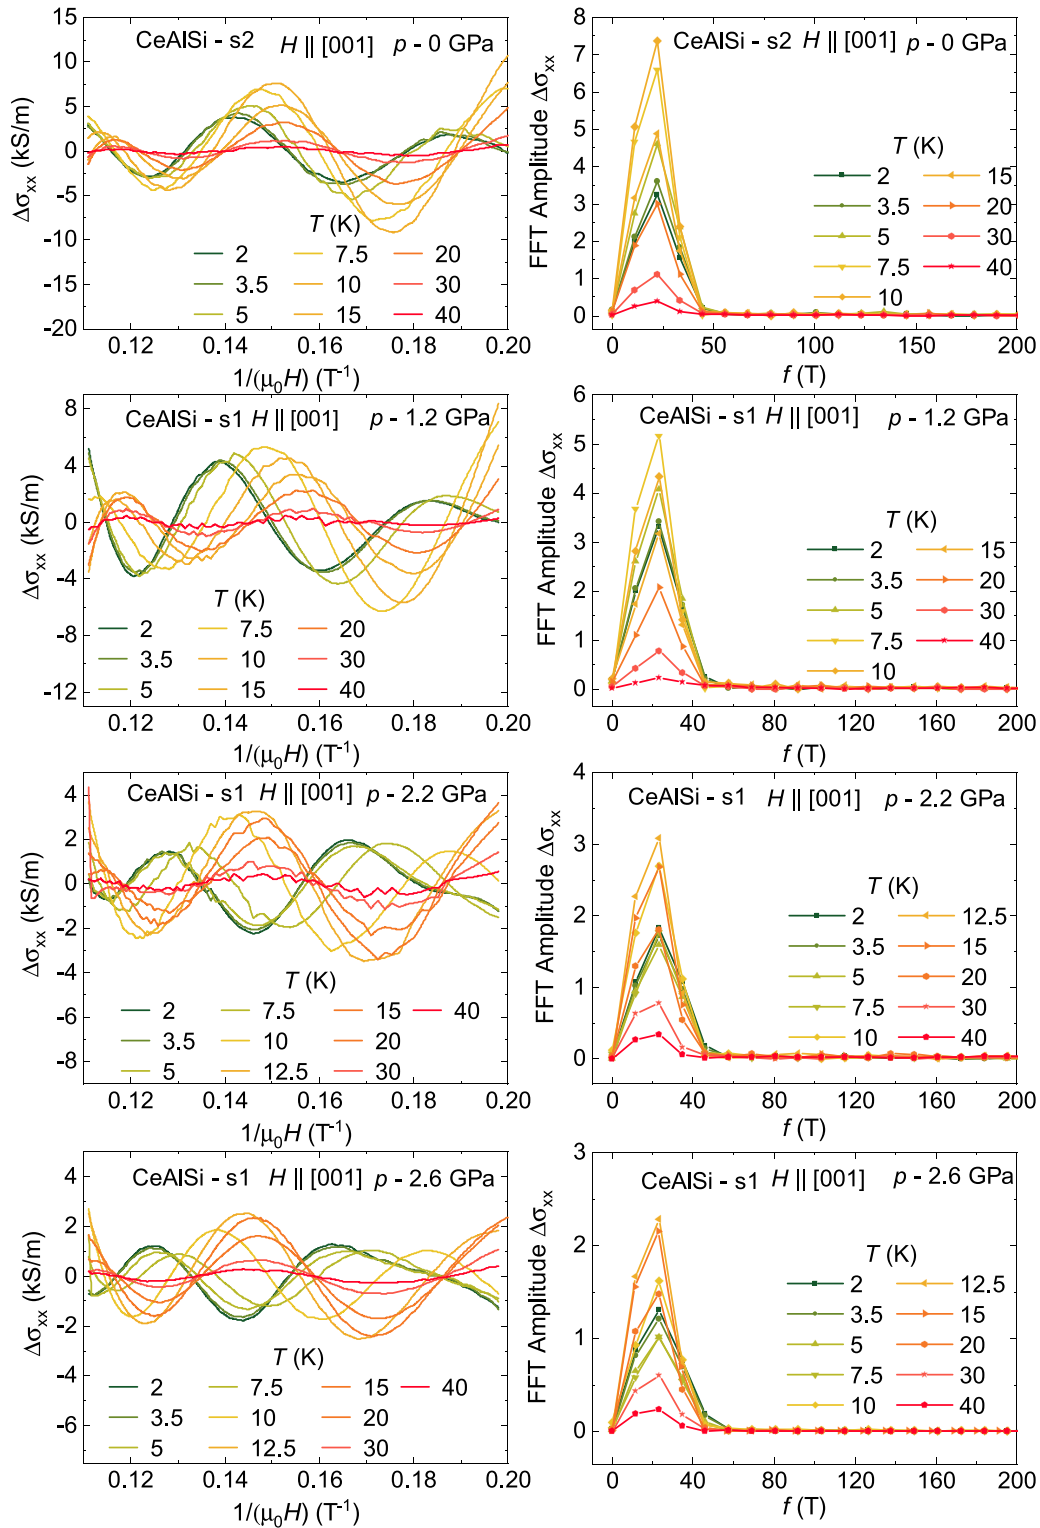 CeAlSi - s2 H || [001] p - 0 GPa
15
10
5
0
-5
-10
-15
-20
Δσxx (kS/m)
T (K)
2 7.5 20
3.5 10 30
5 15 40
0.12 0.14 0.16 0.18 0.20
1/(μ0H) (T-1)
CeAlSi - s2 H || [001] p - 0 GPa
8
7
6
5
4
3
2
1
0
FFT Amplitude Δσxx
T (K)
2 15
3.5 20
5 30
7.5 40
10
0 50 100 150 200
f (T)
CeAlSi - s1 H || [001] p - 1.2 GPa
8
4
0
-4
-8
-12
Δσxx (kS/m)
T (K)
2 7.5 20
3.5 10 30
5 15 40
0.12 0.14 0.16 0.18 0.20
1/(μ0H) (T-1)
CeAlSi - s1 H || [001] p - 1.2 GPa
6
5
4
3
2
1
0
FFT Amplitude Δσxx
T (K)
2 15
3.5 20
5 30
7.5 40
10
0 40 80 120 160 200
f (T)
CeAlSi - s1 H || [001] p - 2.2 GPa
4
2
0
-2
-4
-6
-8
Δσxx (kS/m)
T (K)
2 7.5 15 40
3.5 10 20
5 12.5 30
0.12 0.14 0.16 0.18 0.20
1/(μ0H) (T-1)
CeAlSi - s1 H || [001] p - 2.2 GPa
4
3
2
1
0
FFT Amplitude Δσxx
T (K)
2 12.5
3.5 15
5 20
7.5 30
10 40
0 40 80 120 160 200
f (T)
CeAlSi - s1 H || [001] p - 2.6 GPa
4
2
0
-2
-4
-6
Δσxx (kS/m)
T (K)
2 7.5 15 40
3.5 10 20
5 12.5 30
0.12 0.14 0.16 0.18 0.20
1/(μ0H) (T-1)
CeAlSi - s1 H || [001] p - 2.6 GPa
3
2
1
0
FFT Amplitude Δσxx
T (K)
2 12.5
3.5 15
5 20
7.5 30
10 40
0 40 80 120 160 200
f (T)